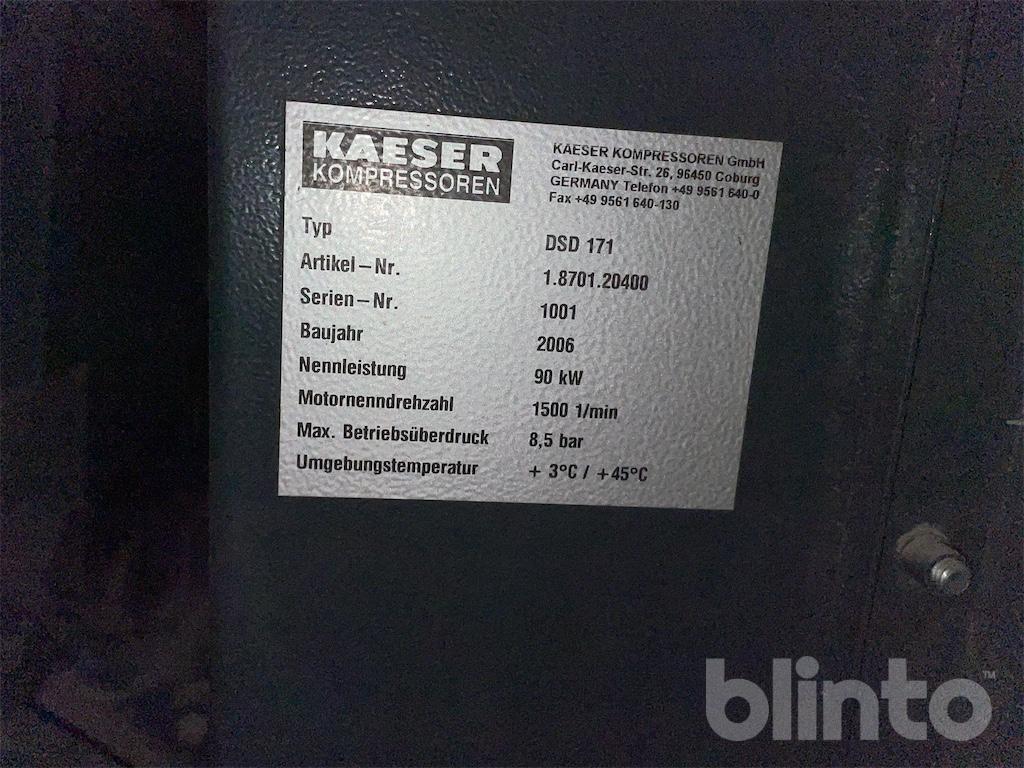 KAESER
KOMPRESSOREN
KAESER KOMPRESSOREN GmbH
Carl-Kaeser-Str. 26, 96450 Coburg
GERMANY Telefon +49 9561 640-0
Fax +49 9561 640-130
Typ DSD 171
Artikel-Nr. 1.8701.20400
Serien-Nr. 1001
Baujahr 2006
Nennleistung 90 kW
Motornenndrehzahl 1500 1/min
Max. Betriebsüberdruck 8,5 bar
Umgebungstemperatur + 3°C / +45°C
blinto™